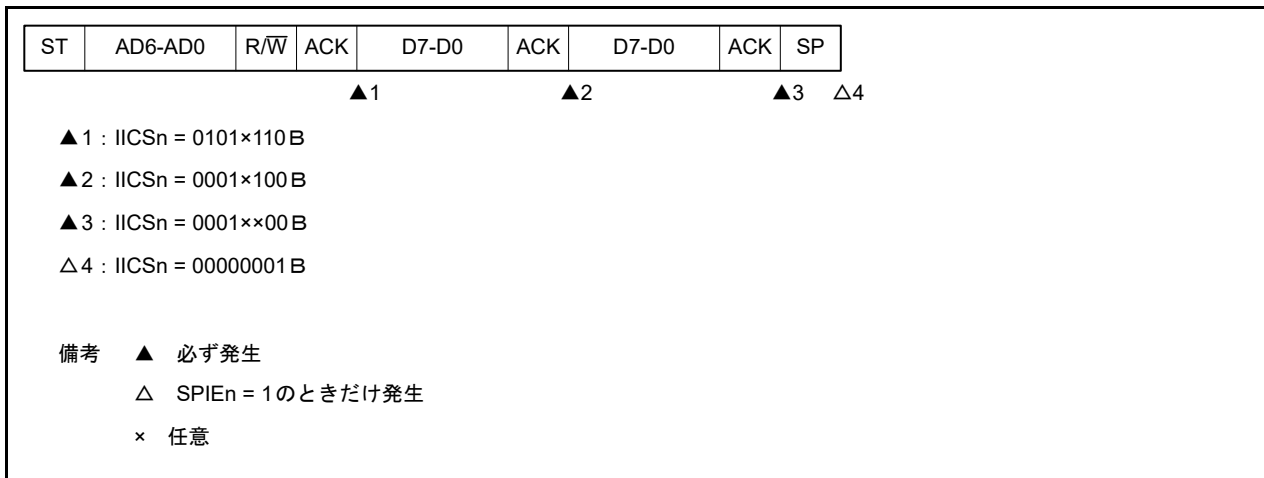 ST AD6-AD0 R/W̅ ACK D7-D0 ACK D7-D0 ACK SP
▲1 ▲2 ▲3 △4
▲1：IICSn = 0101×110B
▲2：IICSn = 0001×100B
▲3：IICSn = 0001××00B
△4：IICSn = 00000001B
備考 ▲ 必ず発生
△ SPIEn = 1のときだけ発生
× 任意